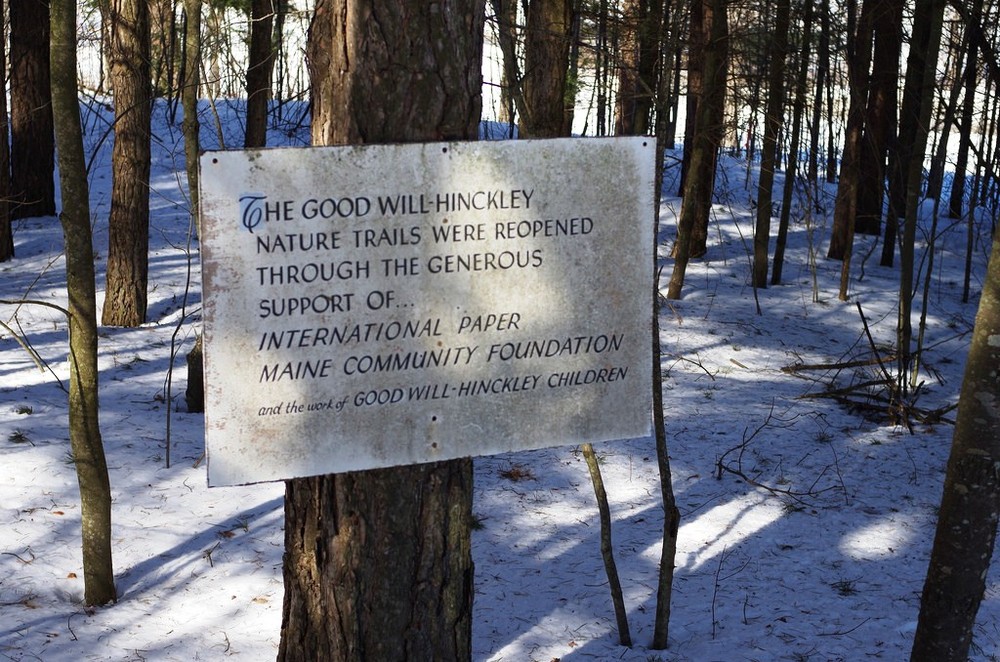 THE GOOD WILL-HINCKLEY
NATURE TRAILS WERE REOPENED
THROUGH THE GENEROUS
SUPPORT OF...
INTERNATIONAL PAPER
MAINE COMMUNITY FOUNDATION
and the work of GOOD WILL-HINCKLEY CHILDREN